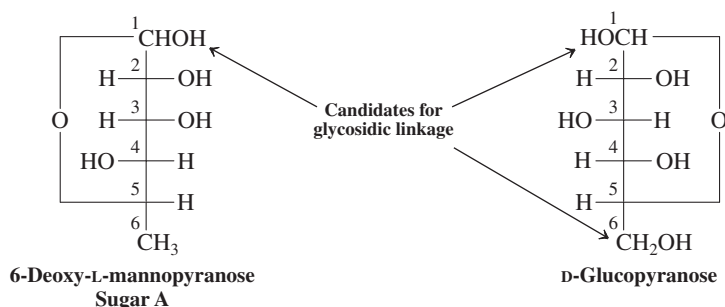 1
CHOH
2
H OH
3
H OH
O
4
HO H
5
H
6
CH3
6-Deoxy-L-mannopyranose
Sugar A
Candidates for
glycosidic linkage
1
HOCH
2
H OH
3
HO H
O
4
H OH
5
H
6
CH2OH
D-Glucopyranose